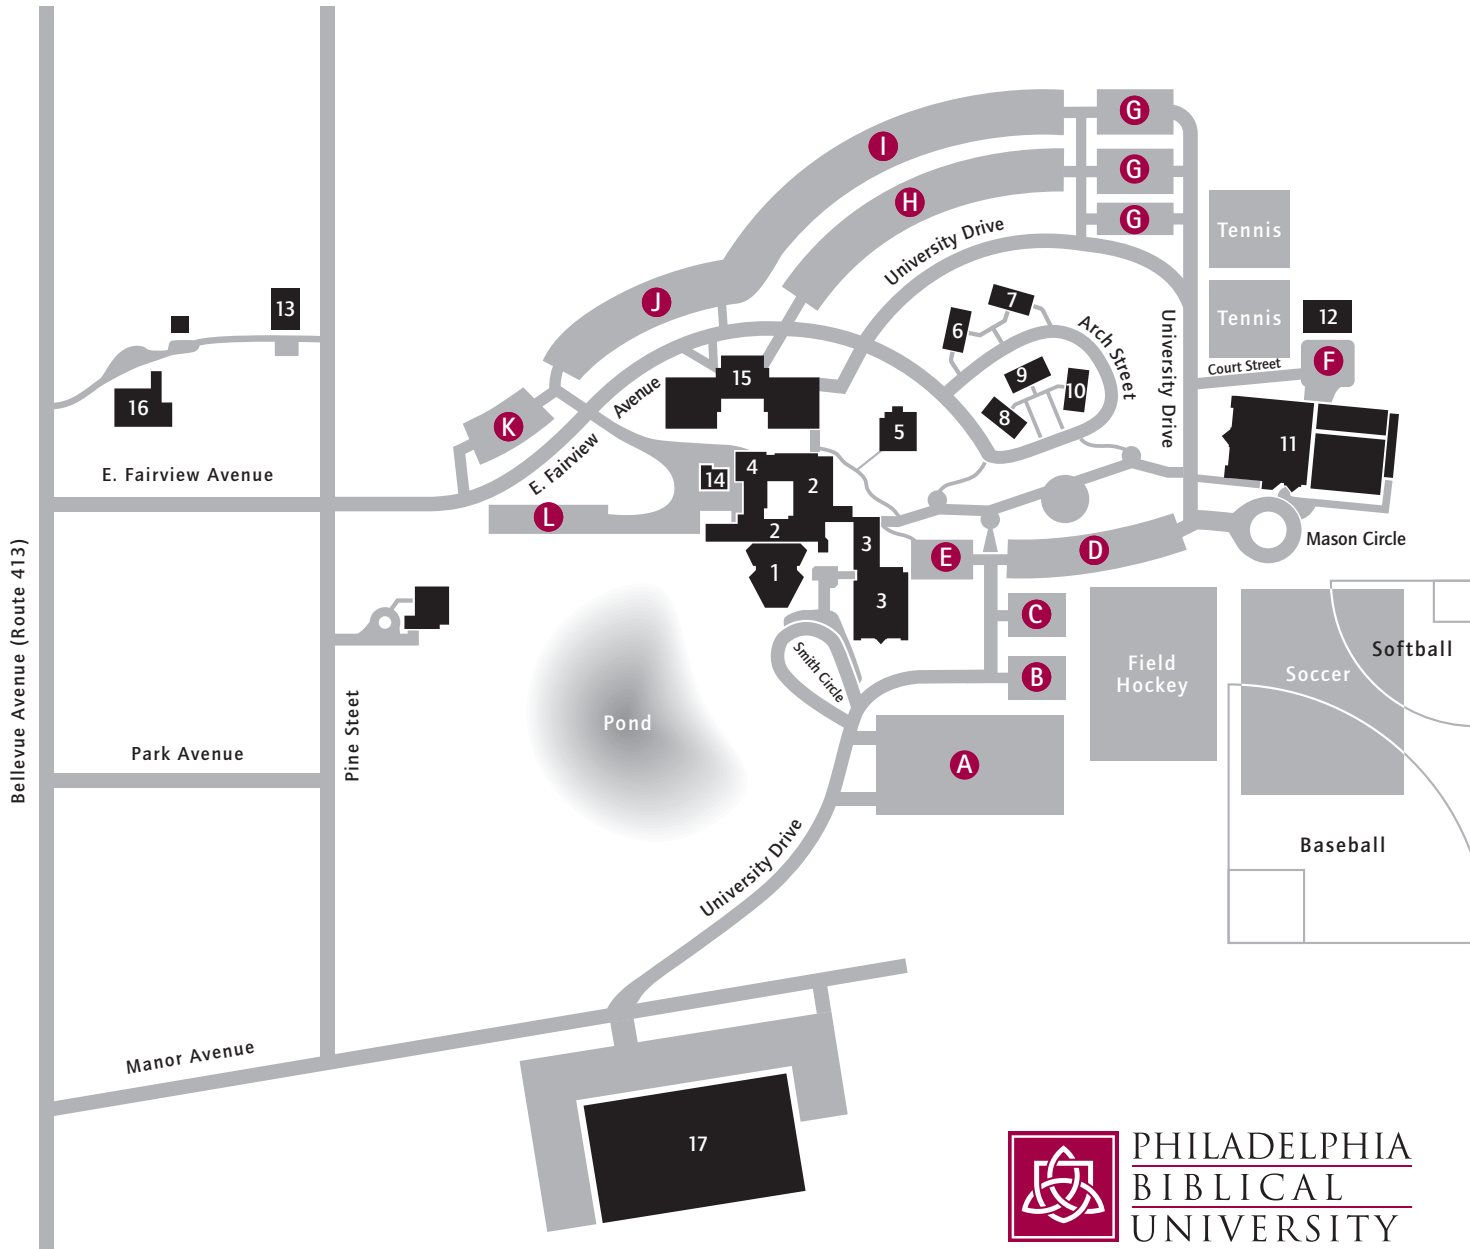 I
G
H
G
G
University Drive
Tennis
J
13
7
6
Tennis
12
Arch Street
University Drive
Court Street
F
15
9
10
16
8
Avenue
K
5
11
E. Fairview Avenue
E. Fairview
4
14
2
L
2
3
E
D
Mason Circle
1
3
C
Softball
Bellevue Avenue (Route 413)
Smith Circle
Field
Hockey
Soccer
B
Pine Steet
Pond
Park Avenue
A
Baseball
University Drive
Manor Avenue
17
PHILADELPHIA
BIBLICAL
UNIVERSITY